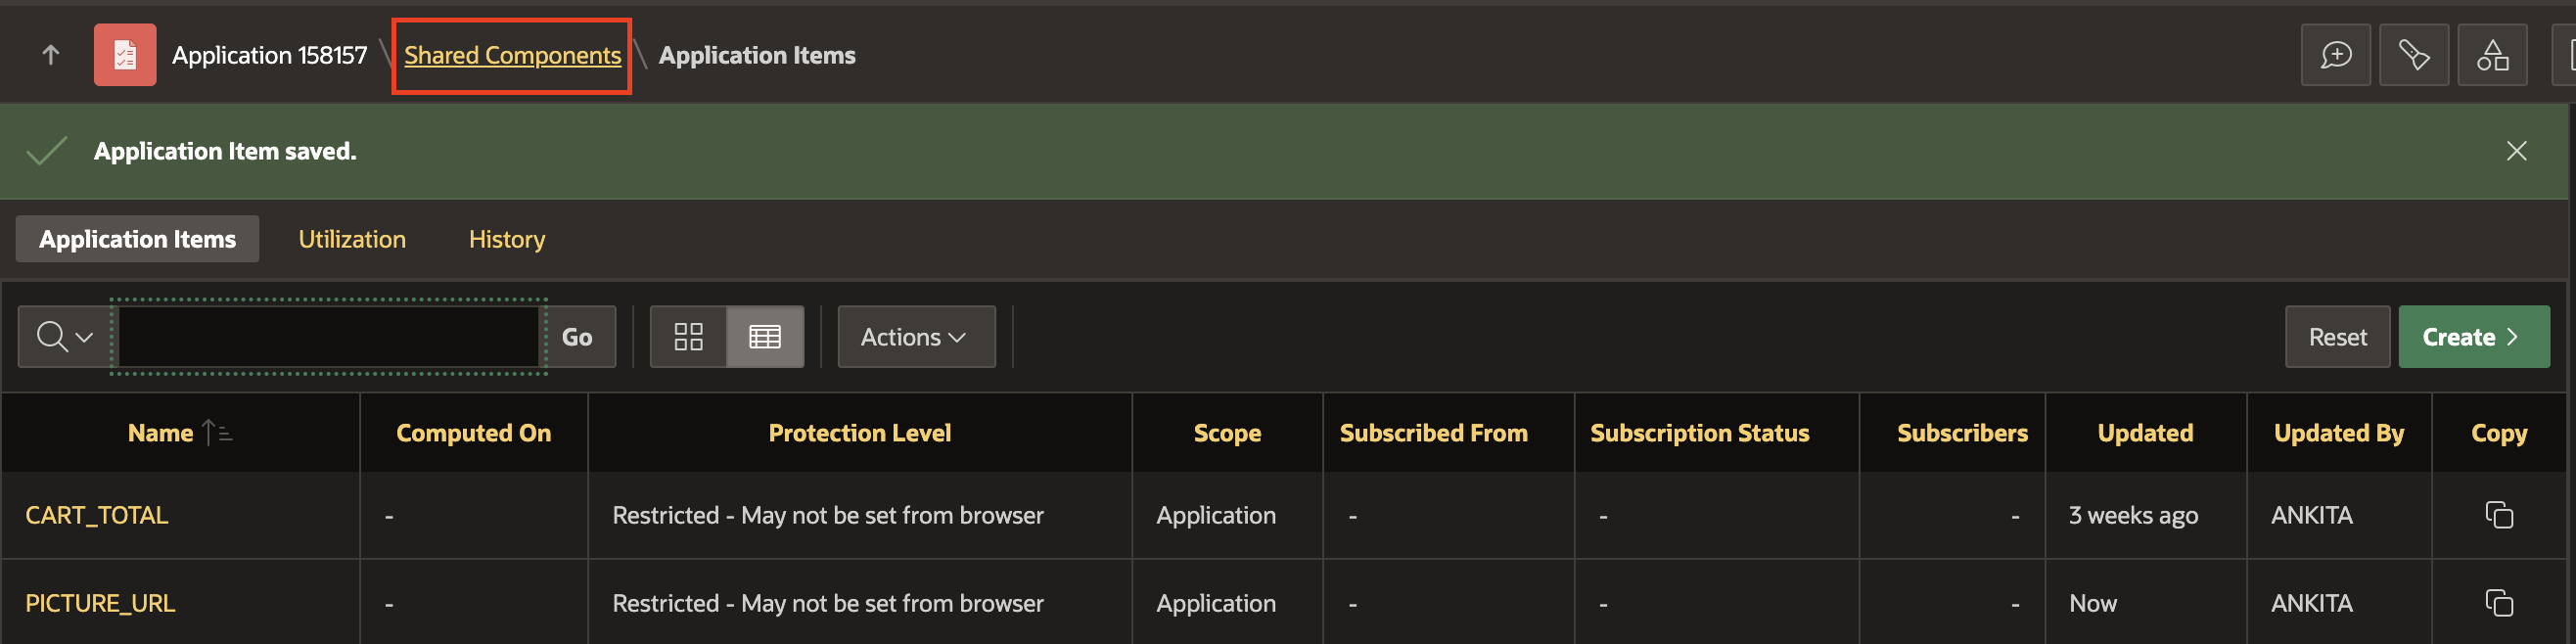 Application 158157 \ Shared Components \ Application Items
Application Item saved.
Application Items Utilization History
Go Actions Reset Create
Name Computed On Protection Level Scope Subscribed From Subscription Status Subscribers Updated Updated By Copy
CART_TOTAL - Restricted - May not be set from browser Application - - - 3 weeks ago ANKITA
PICTURE_URL - Restricted - May not be set from browser Application - - - Now ANKITA